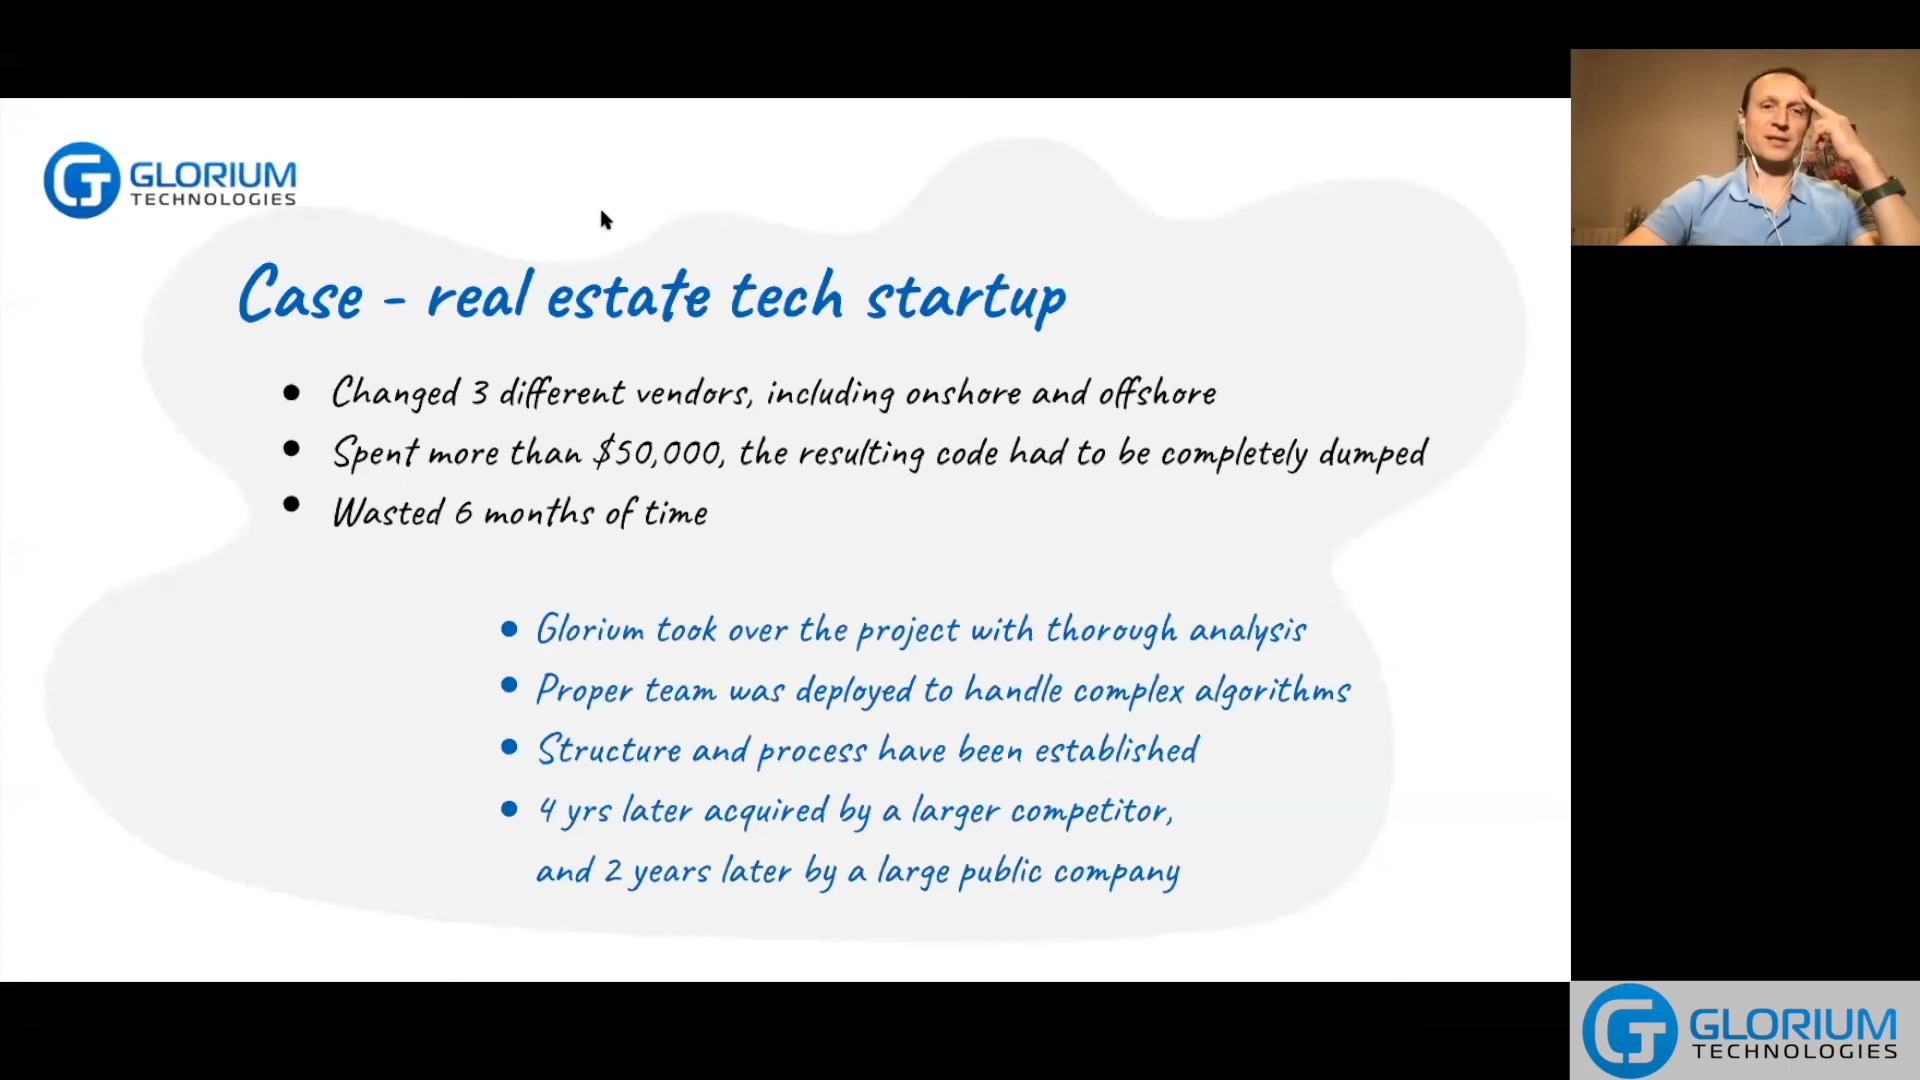 GLORIUM
TECHNOLOGIES
Case - real estate tech startup
Changed 3 different vendors, including onshore and offshore
Spent more than $50,000, the resulting code had to be completely dumped
Wasted 6 months of time
Glorium took over the project with thorough analysis
Proper team was deployed to handle complex algorithms
Structure and process have been established
4 yrs later acquired by a larger competitor,
and 2 years later by a large public company
GLORIUM
TECHNOLOGIES